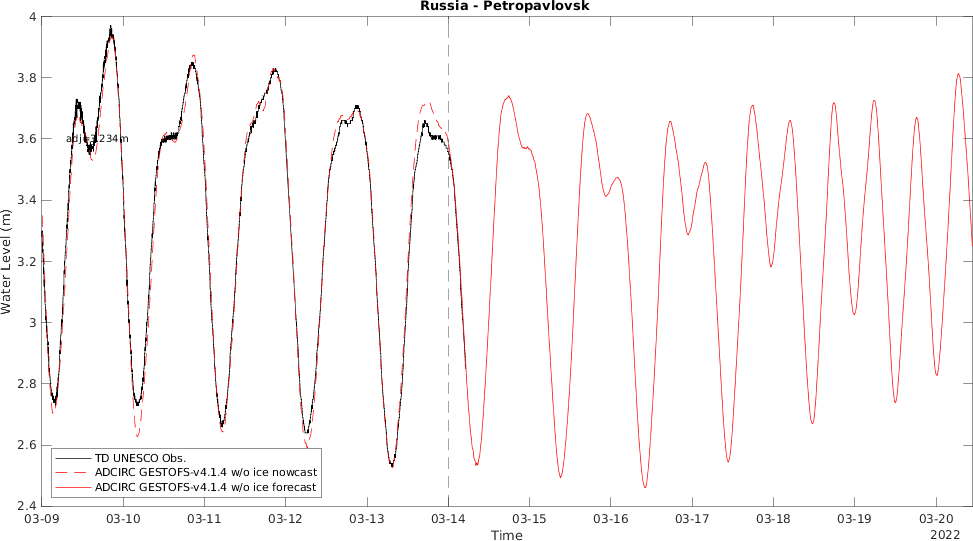 Russia - Petropavlovsk
4
3.8
3.6
3.4
3.2
3
2.8
2.6
2.4
Water Level (m)
adj=3.234m
TD UNESCO Obs.
ADCIRC GESTOFS-v4.1.4 w/o ice nowcast
ADCIRC GESTOFS-v4.1.4 w/o ice forecast
03-09 03-10 03-11 03-12 03-13 03-14 03-15 03-16 03-17 03-18 03-19 03-20
Time
2022